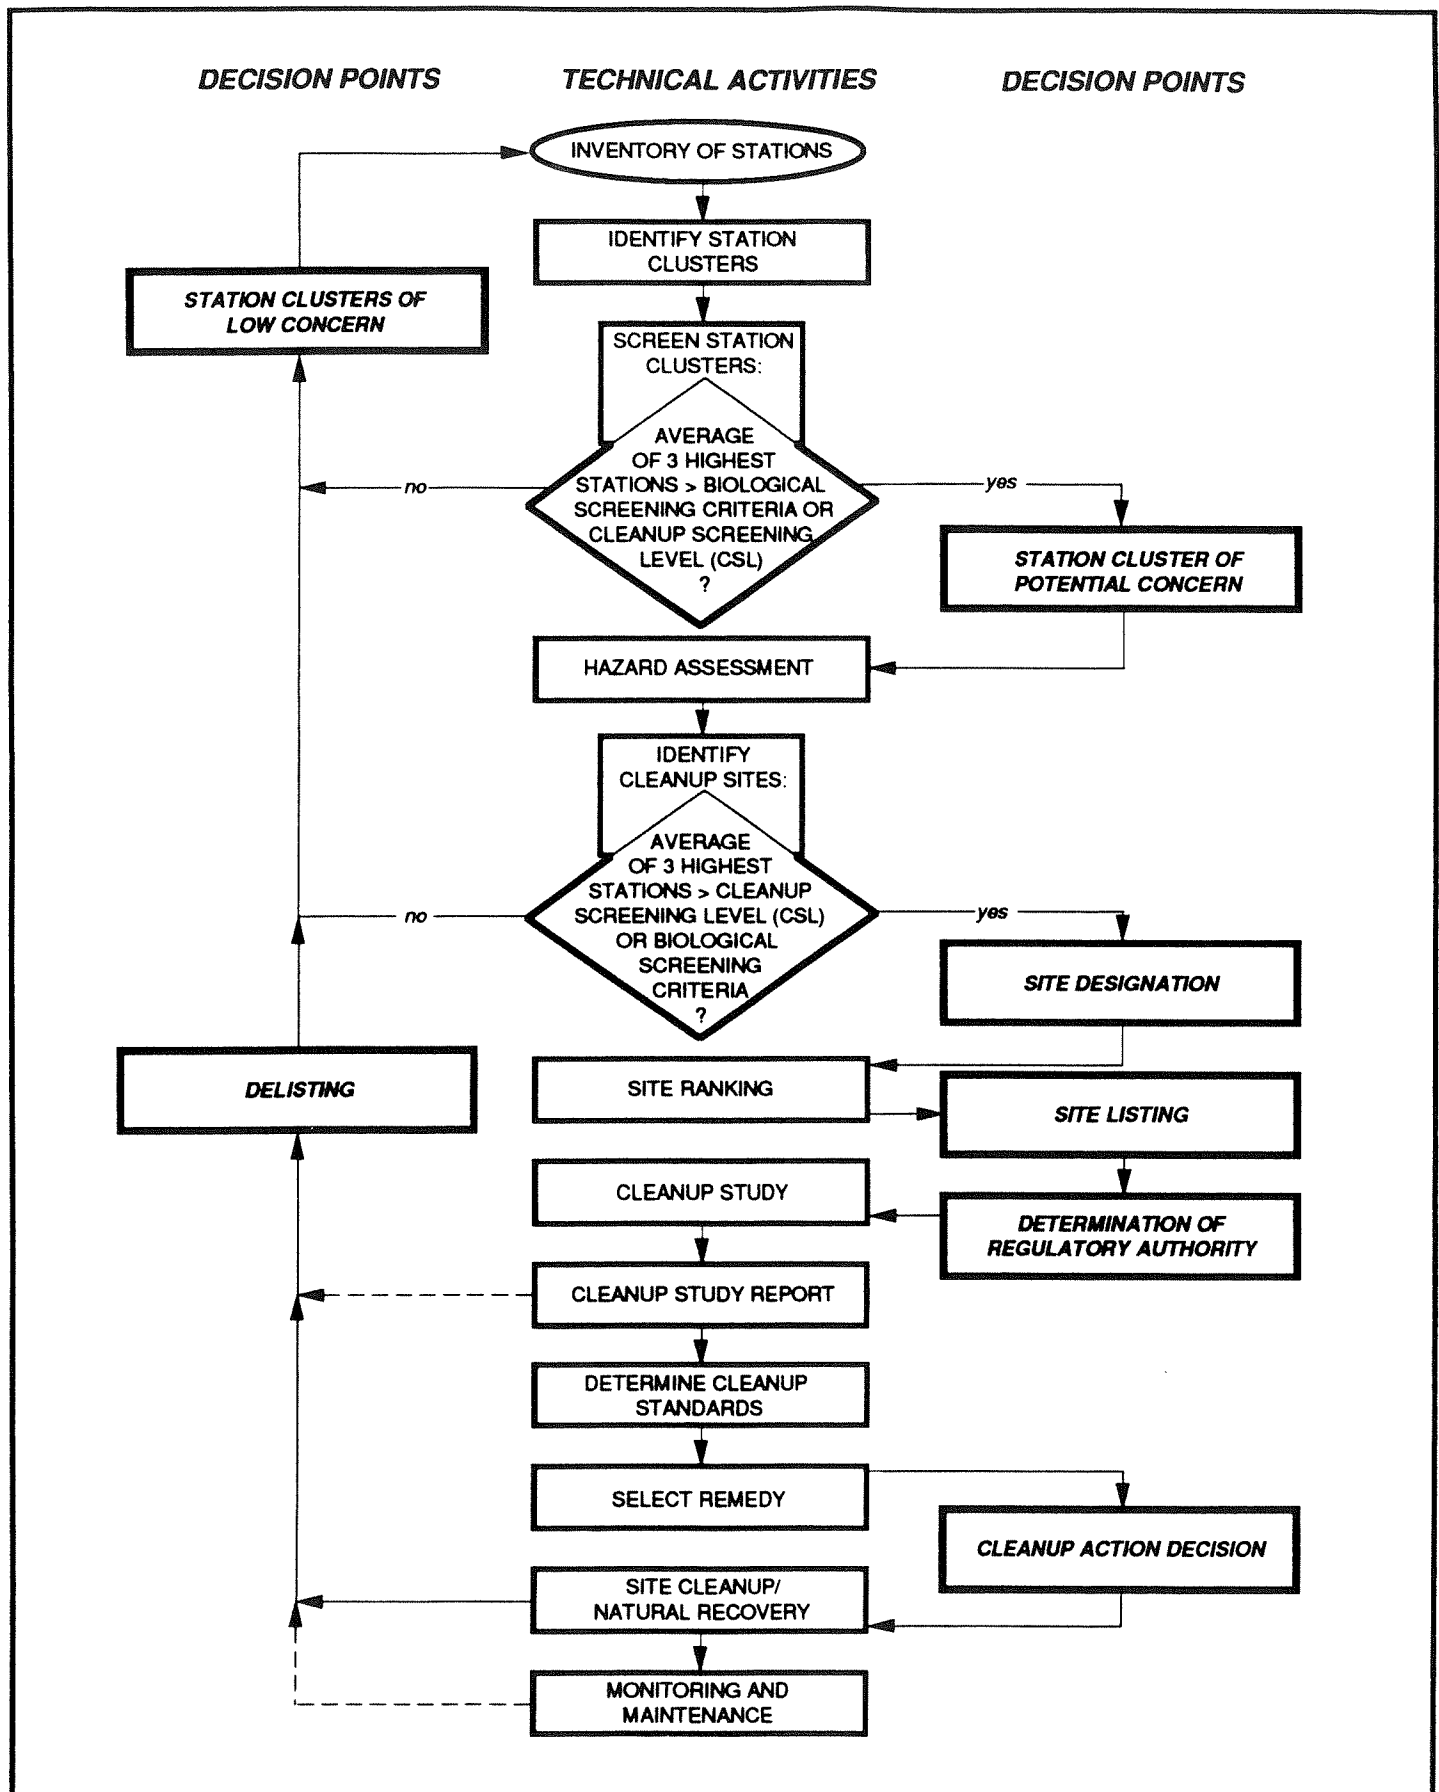 DECISION POINTS
TECHNICAL ACTIVITIES
DECISION POINTS
INVENTORY OF STATIONS
IDENTIFY STATION
CLUSTERS
STATION CLUSTERS OF
LOW CONCERN
SCREEN STATION
CLUSTERS:
AVERAGE
OF 3 HIGHEST
STATIONS > BIOLOGICAL
SCREENING CRITERIA OR
CLEANUP SCREENING
LEVEL (CSL)
?
no
yes
STATION CLUSTER OF
POTENTIAL CONCERN
HAZARD ASSESSMENT
IDENTIFY
CLEANUP SITES:
AVERAGE
OF 3 HIGHEST
STATIONS > CLEANUP
SCREENING LEVEL (CSL)
OR BIOLOGICAL
SCREENING
CRITERIA
?
no
yes
SITE DESIGNATION
DELISTING
SITE RANKING
SITE LISTING
CLEANUP STUDY
DETERMINATION OF
REGULATORY AUTHORITY
CLEANUP STUDY REPORT
DETERMINE CLEANUP
STANDARDS
SELECT REMEDY
CLEANUP ACTION DECISION
SITE CLEANUP/
NATURAL RECOVERY
MONITORING AND
MAINTENANCE